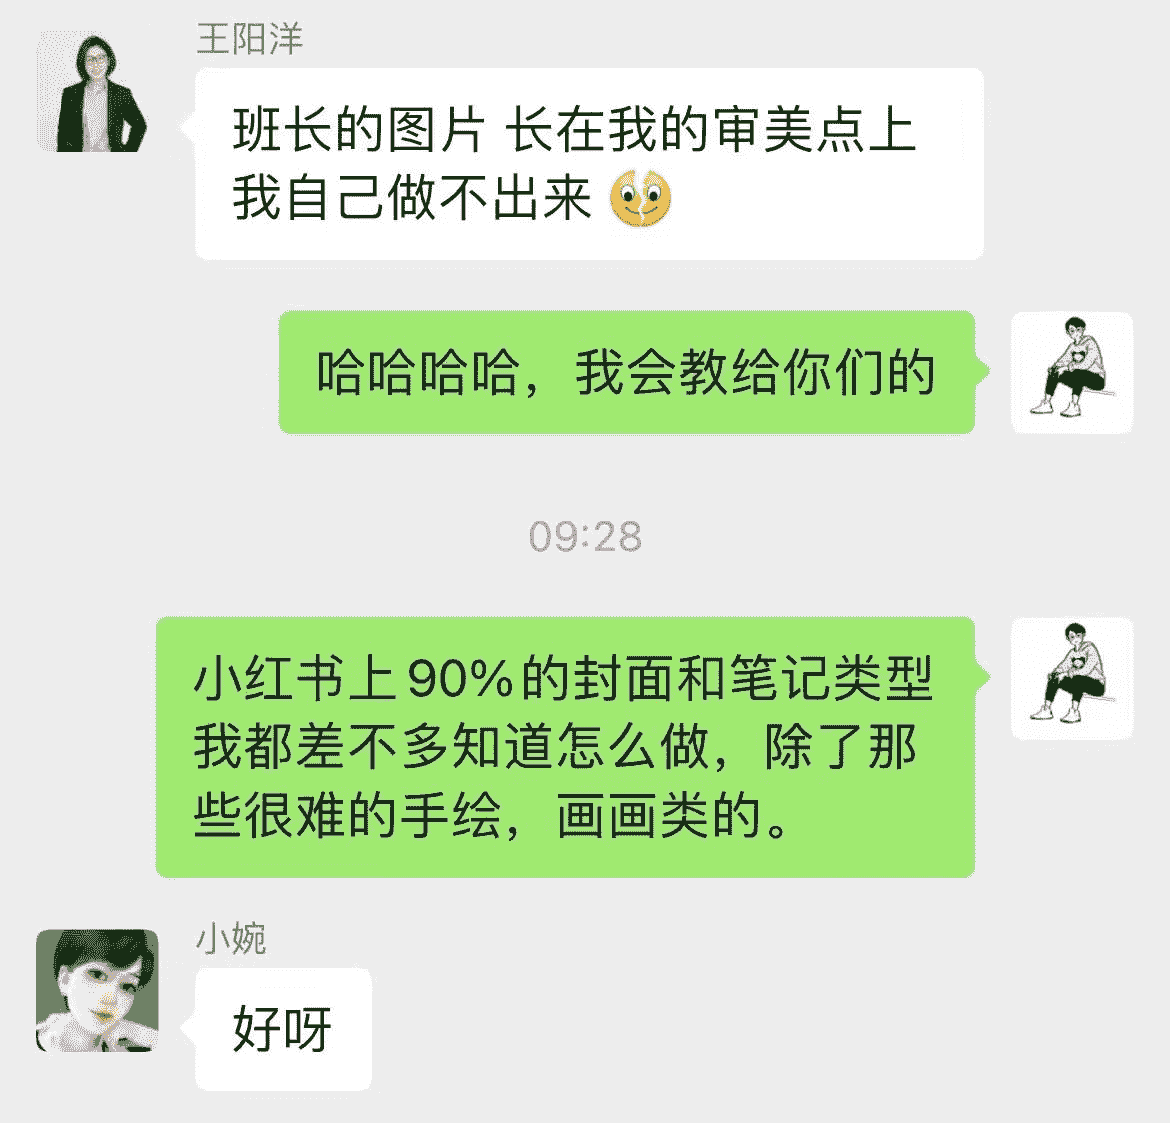 王阳洋
班长的图片 长在我的审美点上
我自己做不出来
哈哈哈哈，我会教给你们的
09:28
小红书上90%的封面和笔记类型
我都差不多知道怎么做，除了那
些很难的手绘，画画类的。
小婉
好呀